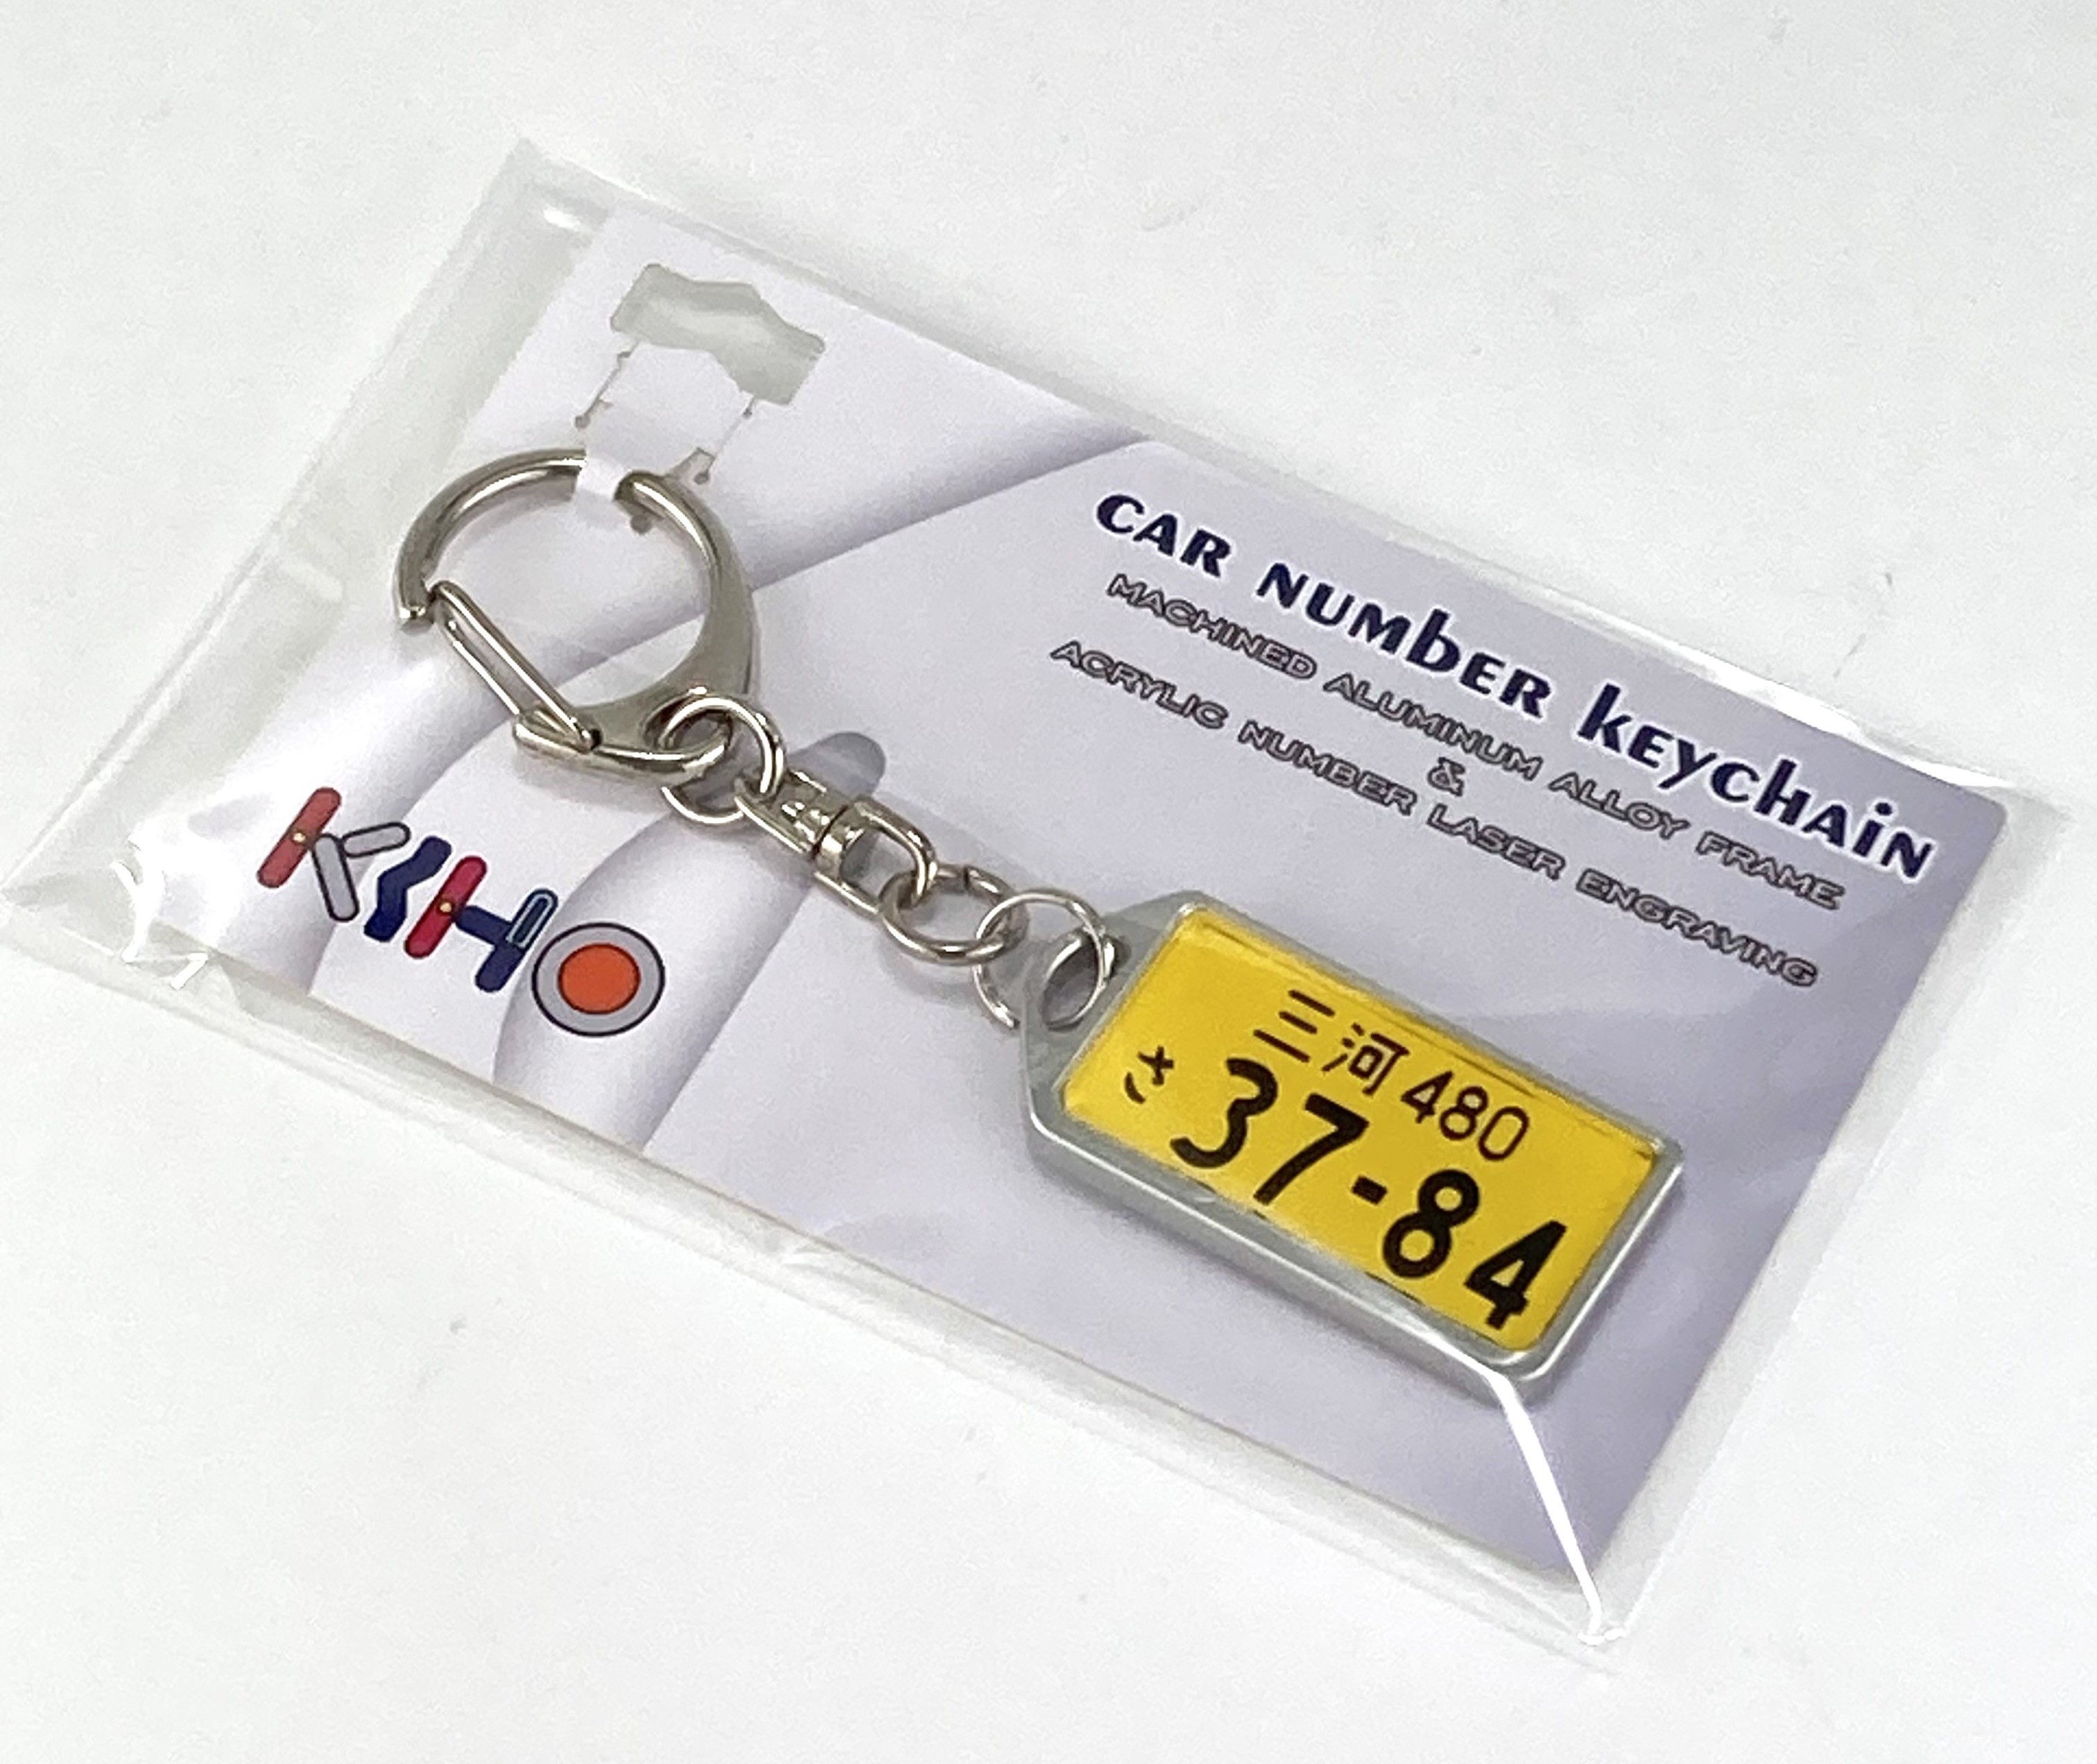 CAR NUMBER KEYCHAIN
MACHINED ALUMINUM ALLOY FRAME
&
ACRYLIC NUMBER LASER ENGRAVING
KIHO
三河 480
さ 37-84